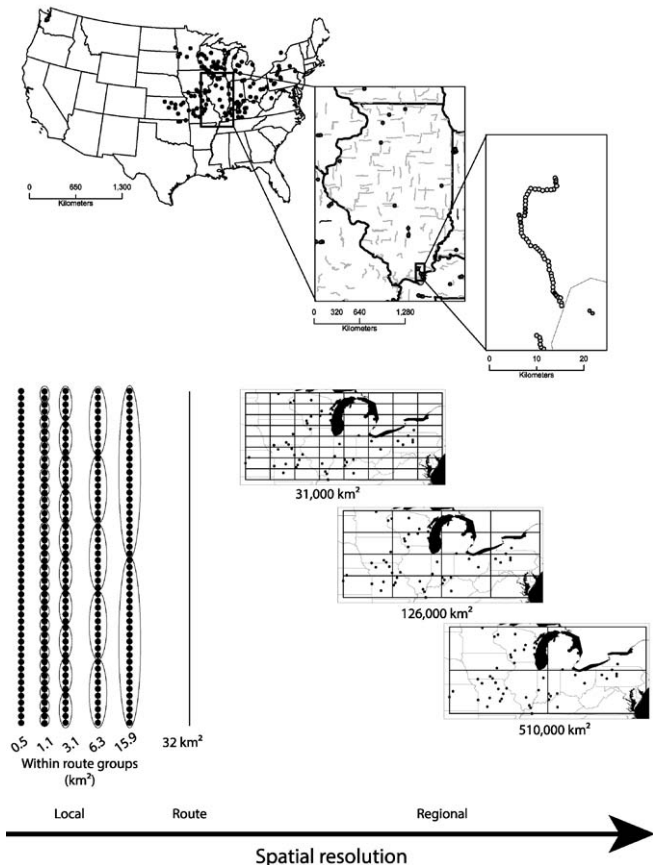 0 650 1,300
Kilometers
0 320 640 1,280
Kilometers
0 10 20
Kilometers
31,000 km²
126,000 km²
510,000 km²
0.5 1.1 3.1 6.3 15.9 32 km²
Within route groups
(km²)
Local Route Regional
Spatial resolution